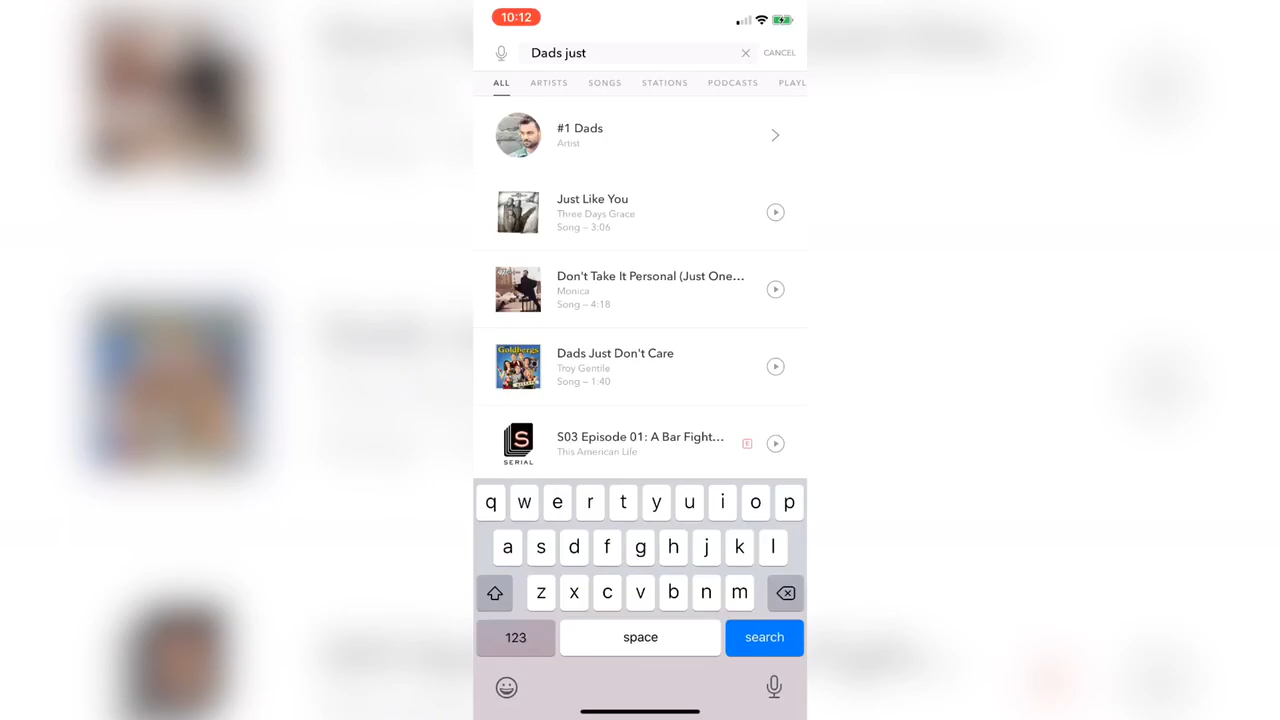 10:12
Dads just
CANCEL
ALL
ARTISTS
SONGS
STATIONS
PODCASTS
PLAYL
#1 Dads
Artist
Just Like You
Three Days Grace
Song – 3:06
Don't Take It Personal (Just One...
Monica
Song – 4:18
Goldbergs
Dads Just Don't Care
Troy Gentile
Song – 1:40
S
SERIAL
S03 Episode 01: A Bar Fight...
E
This American Life
q w e r t y u i o p
a s d f g h j k l
z x c v b n m
123
space
search